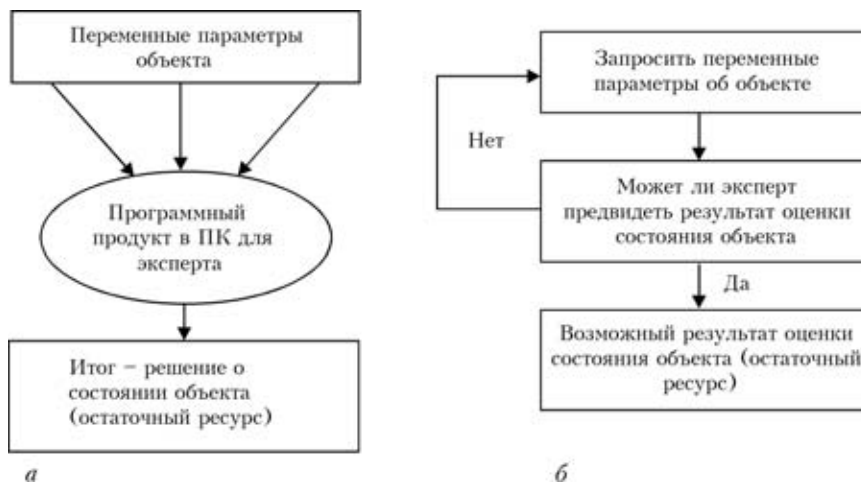 Переменные параметры
объекта
Программный
продукт в ПК для
эксперта
Итог – решение о
состоянии объекта
(остаточный ресурс)
а
Запросить переменные
параметры об объекте
Нет
Может ли эксперт
предвидеть результат оценки
состояния объекта
Да
Возможный результат оценки
состояния объекта (остаточный
ресурс)
б